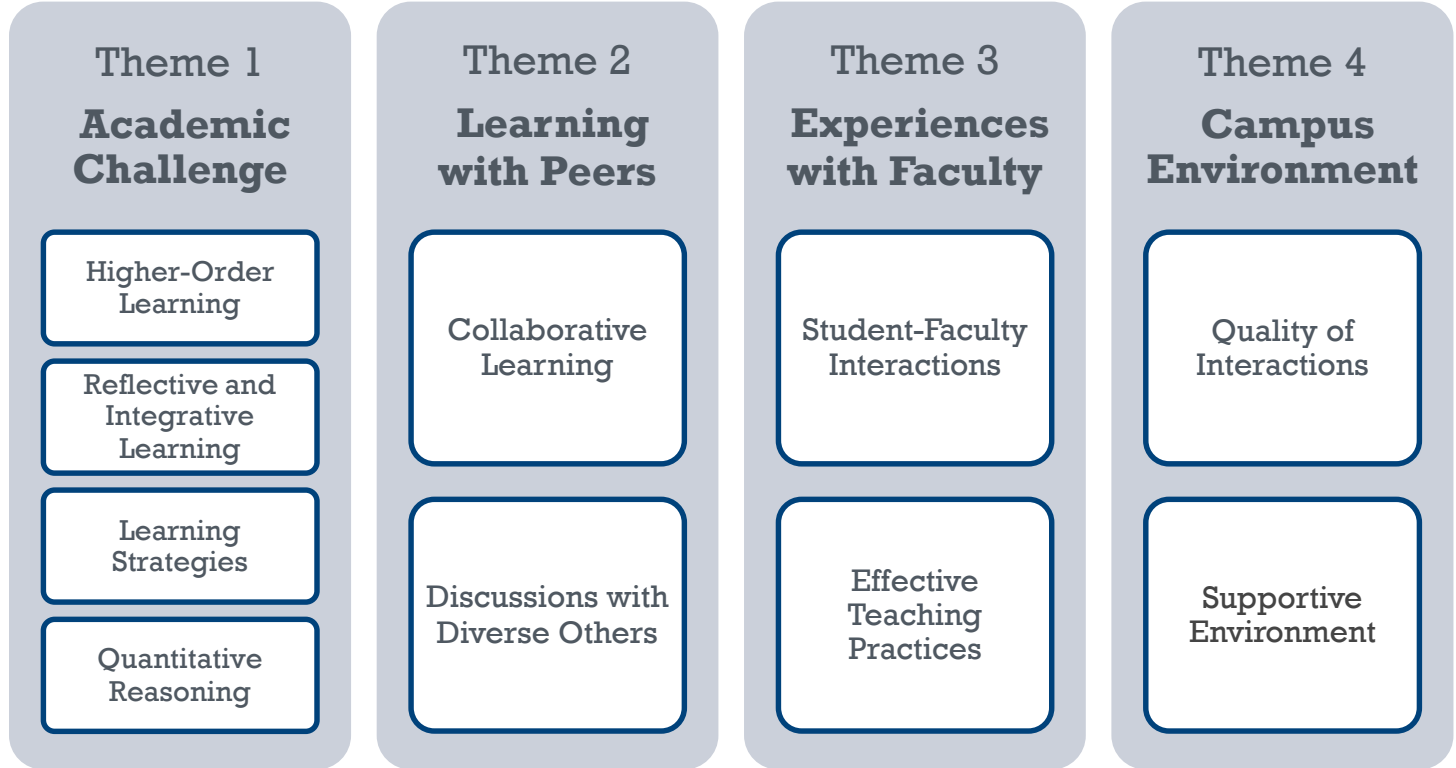 Theme 1
Academic
Challenge
Higher-Order
Learning
Reflective and
Integrative
Learning
Learning
Strategies
Quantitative
Reasoning
Theme 2
Learning
with Peers
Collaborative
Learning
Discussions with
Diverse Others
Theme 3
Experiences
with Faculty
Student-Faculty
Interactions
Effective
Teaching
Practices
Theme 4
Campus
Environment
Quality of
Interactions
Supportive
Environment